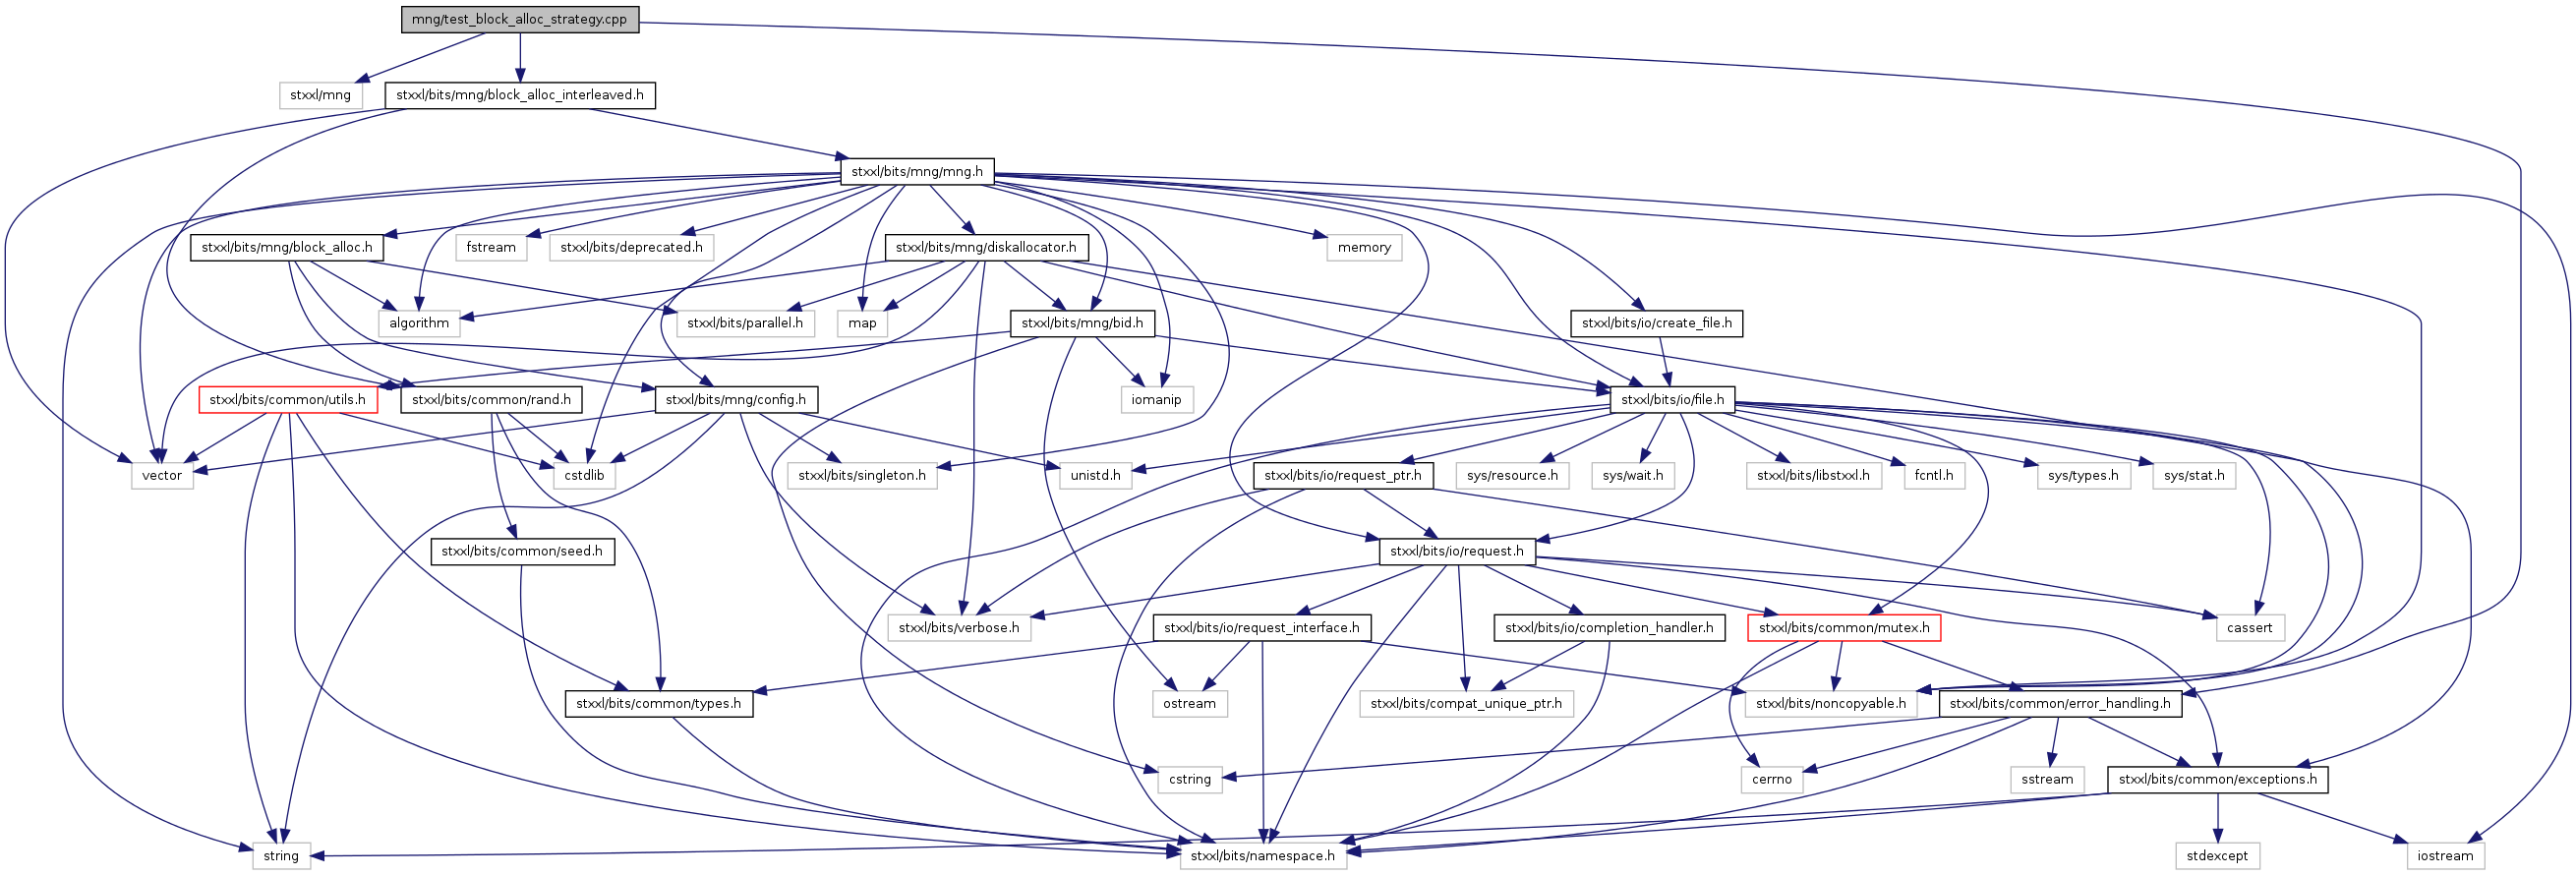 mng/test_block_alloc_strategy.cpp
stxxl/mng
stxxl/bits/mng/block_alloc_interleaved.h
stxxl/bits/mng/mng.h
stxxl/bits/mng/block_alloc.h
fstream
stxxl/bits/deprecated.h
stxxl/bits/mng/diskallocator.h
memory
algorithm
stxxl/bits/parallel.h
map
stxxl/bits/mng/bid.h
stxxl/bits/io/create_file.h
stxxl/bits/common/utils.h
stxxl/bits/common/rand.h
stxxl/bits/mng/config.h
iomanip
stxxl/bits/io/file.h
vector
cstdlib
stxxl/bits/singleton.h
unistd.h
stxxl/bits/io/request_ptr.h
sys/resource.h
sys/wait.h
stxxl/bits/libstxxl.h
fcntl.h
sys/types.h
sys/stat.h
stxxl/bits/common/seed.h
stxxl/bits/io/request.h
stxxl/bits/verbose.h
stxxl/bits/io/request_interface.h
stxxl/bits/io/completion_handler.h
stxxl/bits/common/mutex.h
cassert
stxxl/bits/common/types.h
ostream
stxxl/bits/compat_unique_ptr.h
stxxl/bits/noncopyable.h
stxxl/bits/common/error_handling.h
cstring
cerrno
sstream
stxxl/bits/common/exceptions.h
string
stxxl/bits/namespace.h
stdexcept
iostream